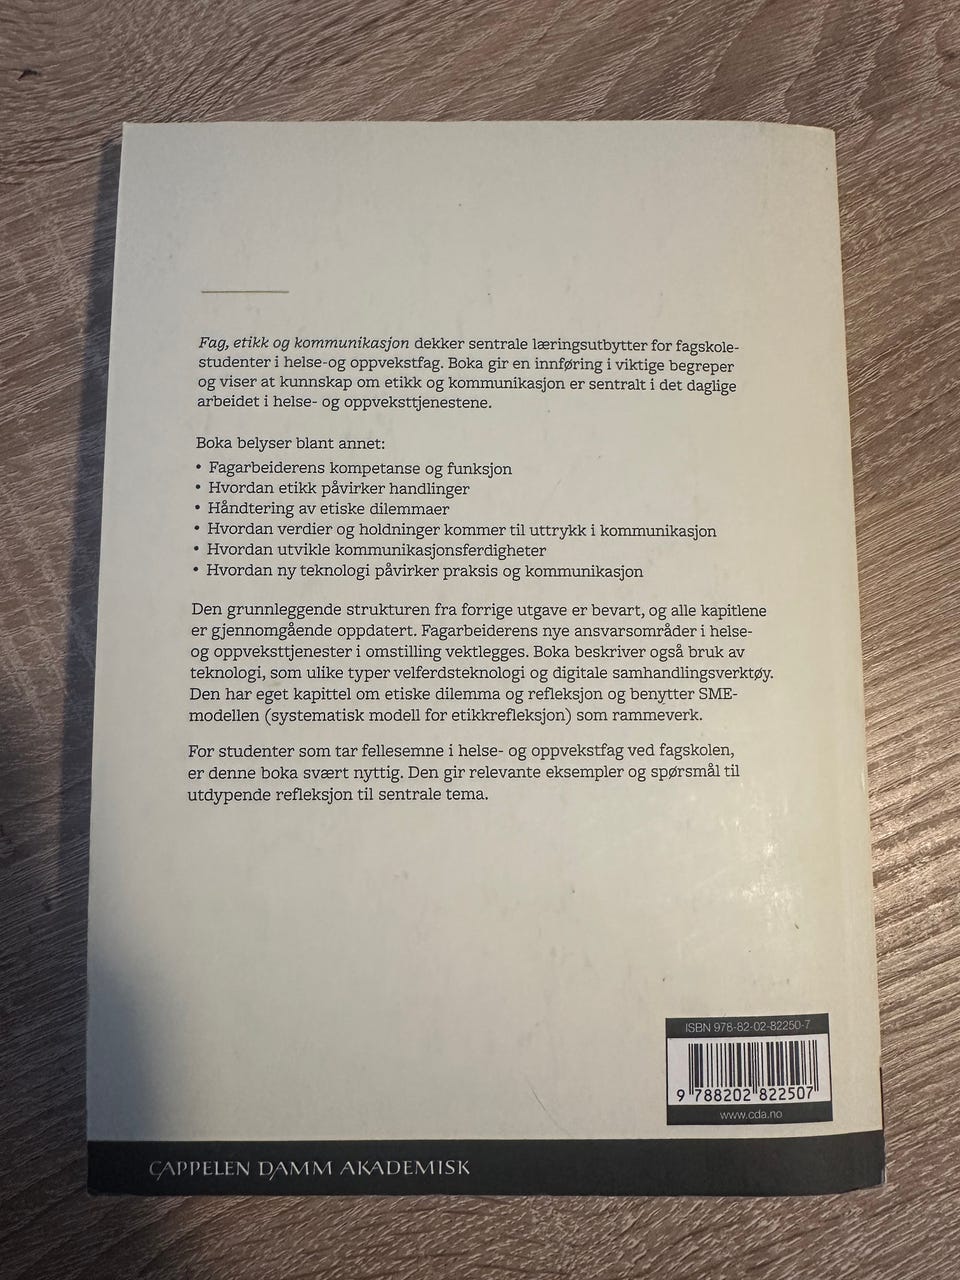 Fag, etikk og kommunikasjon dekker sentrale læringsutbytter for fagskole-
studenter i helse-og oppvekstfag. Boka gir en innføring i viktige begreper
og viser at kunnskap om etikk og kommunikasjon er sentralt i det daglige
arbeidet i helse- og oppveksttjenestene.
Boka belyser blant annet:
• Fagarbeiderens kompetanse og funksjon
• Hvordan etikk påvirker handlinger
• Håndtering av etiske dilemmaer
• Hvordan verdier og holdninger kommer til uttrykk i kommunikasjon
• Hvordan utvikle kommunikasjonsferdigheter
• Hvordan ny teknologi påvirker praksis og kommunikasjon
Den grunnleggende strukturen fra forrige utgave er bevart, og alle kapitlene
er gjennomgående oppdatert. Fagarbeiderens nye ansvarsområder i helse-
og oppveksttjenester i omstilling vektlegges. Boka beskriver også bruk av
teknologi, som ulike typer velferdsteknologi og digitale samhandlingsverktøy.
Den har eget kapittel om etiske dilemma og refleksjon og benytter SME-
modellen (systematisk modell for etikkrefleksjon) som rammeverk.
For studenter som tar fellesemne i helse- og oppvekstfag ved fagskolen,
er denne boka svært nyttig. Den gir relevante eksempler og spørsmål til
utdypende refleksjon til sentrale tema.
ISBN 978-82-02-82250-7
9 788202 822507
www.cda.no
CAPPELEN DAMM AKADEMISK